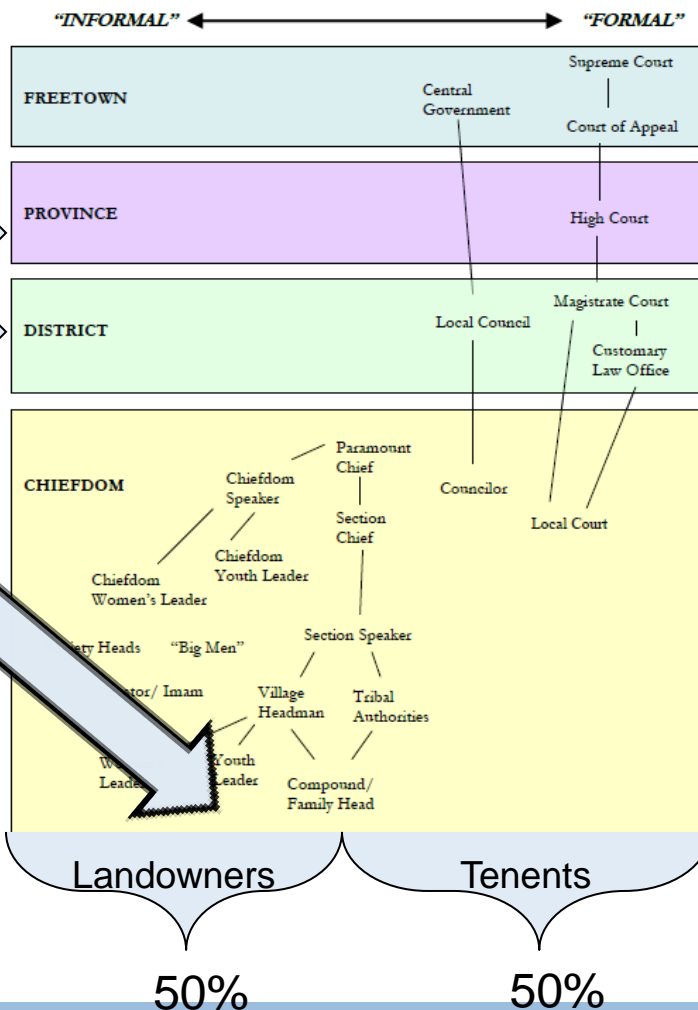 "INFORMAL" "FORMAL"
FREETOWN
Central
Government
Supreme Court
Court of Appeal
PROVINCE
High Court
DISTRICT
Local Council
Magistrate Court
Customary
Law Office
CHIEFDOM
Paramount
Chief
Chiefdom
Speaker
Section
Chief
Councilor
Local Court
Chiefdom
Youth Leader
Chiefdom
Women's Leader
Section Speaker
Heads "Big Men"
Imam
Village
Headman
Tribal
Authorities
Youth
Leader
Compound/
Family Head
Landowners Tenents
50% 50%